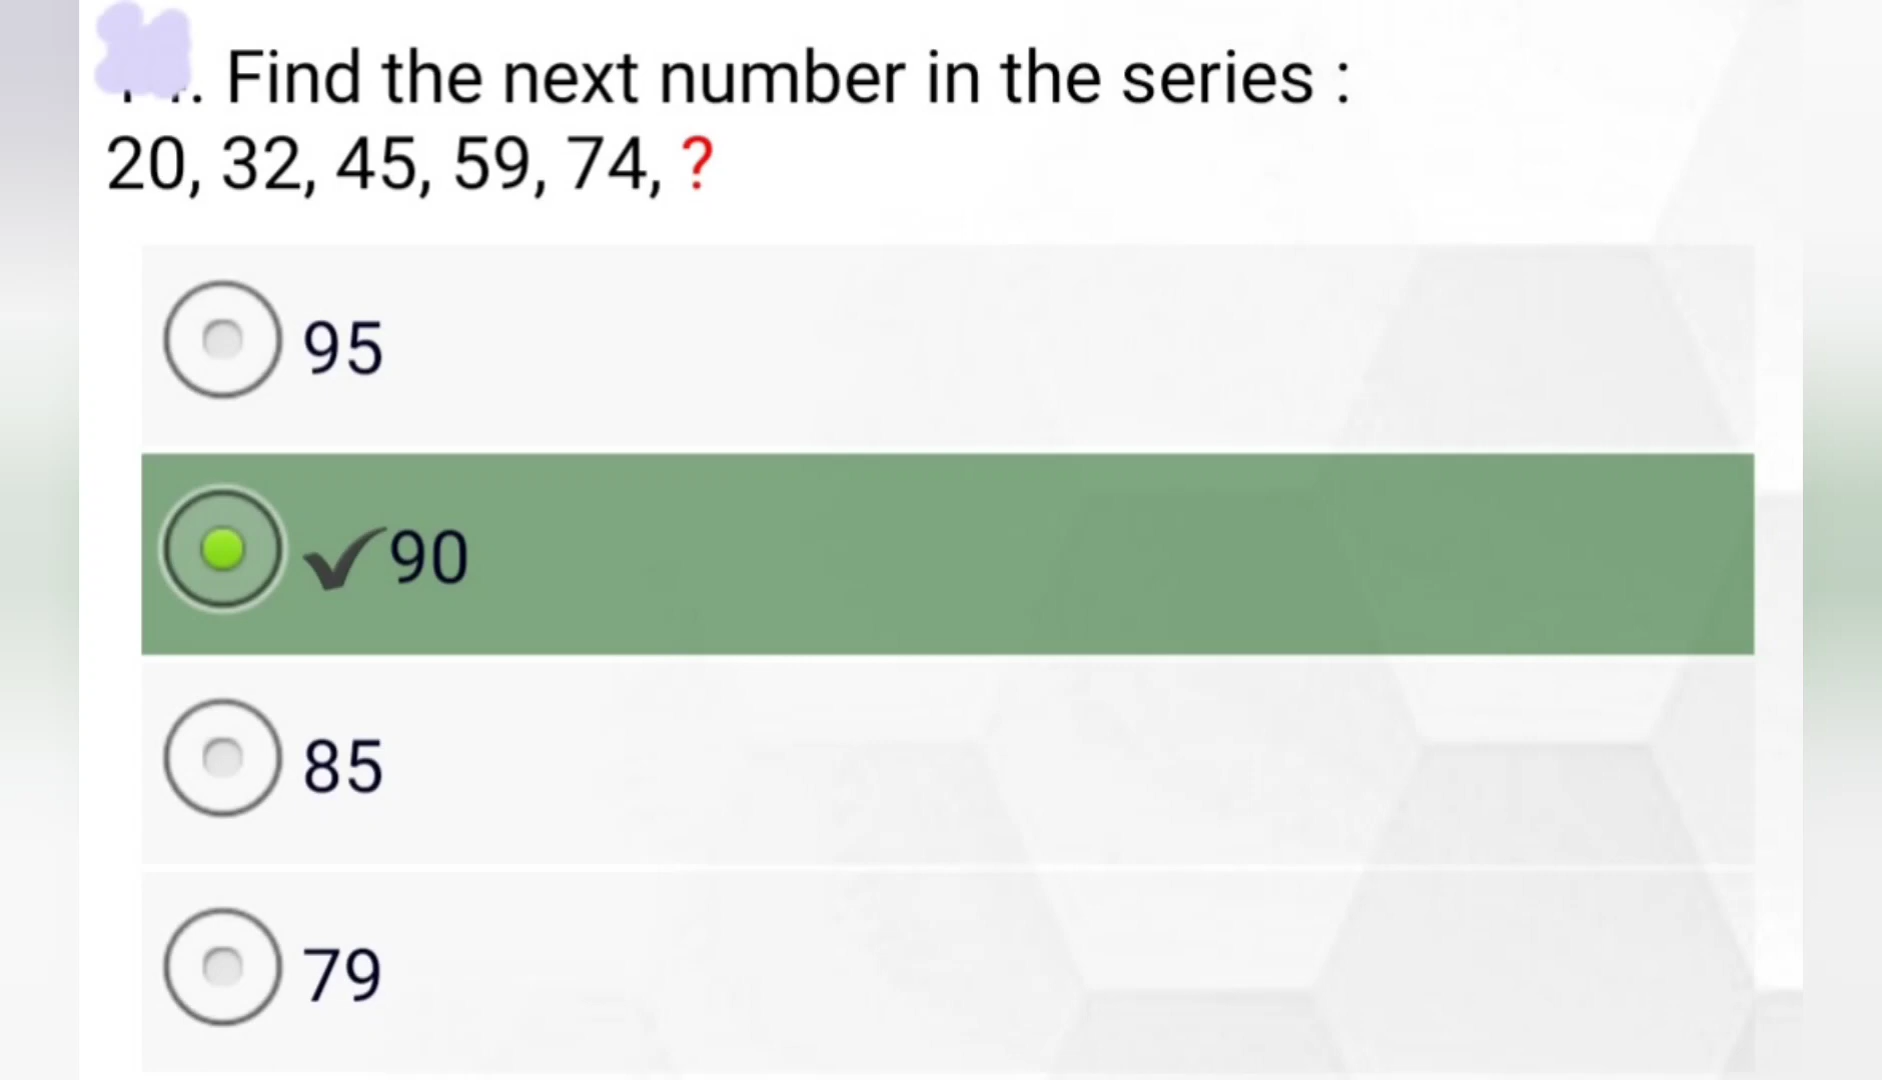 . Find the next number in the series :
20, 32, 45, 59, 74, ?
95
✔90
85
79